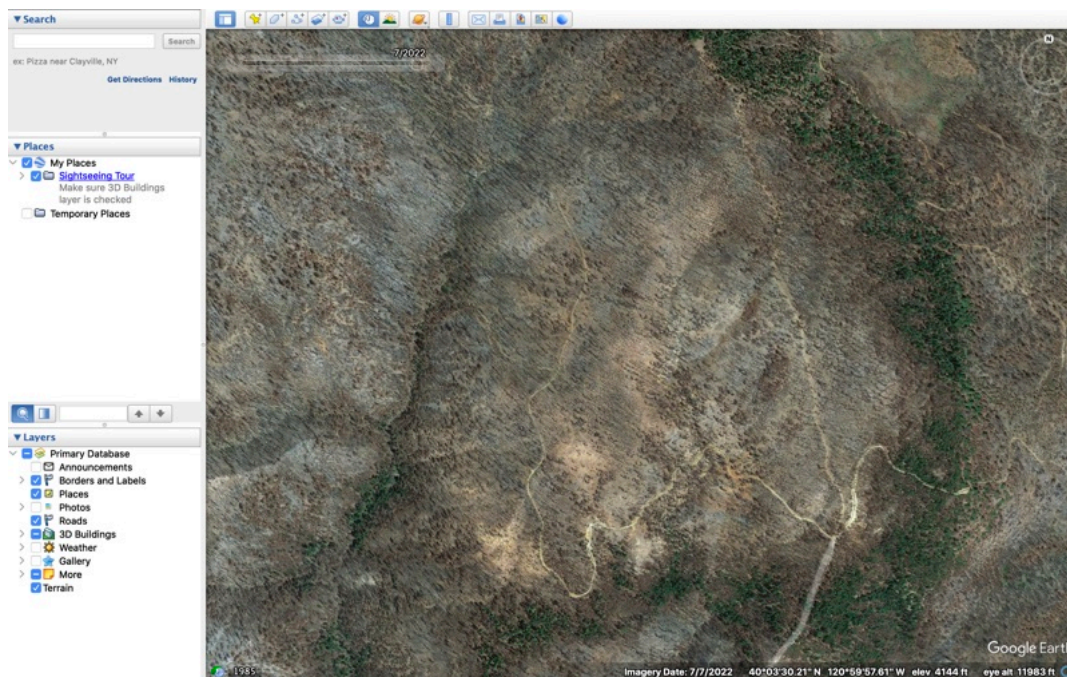 Search
Search
ex: Pizza near Clayville, NY
Get Directions History
Places
My Places
Sightseeing Tour
Make sure 3D Buildings
layer is checked
Temporary Places
Layers
Primary Database
Announcements
Borders and Labels
Places
Photos
Roads
3D Buildings
Weather
Gallery
More
Terrain
7/2022
N
Google Earth
1985
Imagery Date: 7/7/2022 40°03'30.21" N 120°59'57.61" W elev 4144 ft eye alt 11983 ft